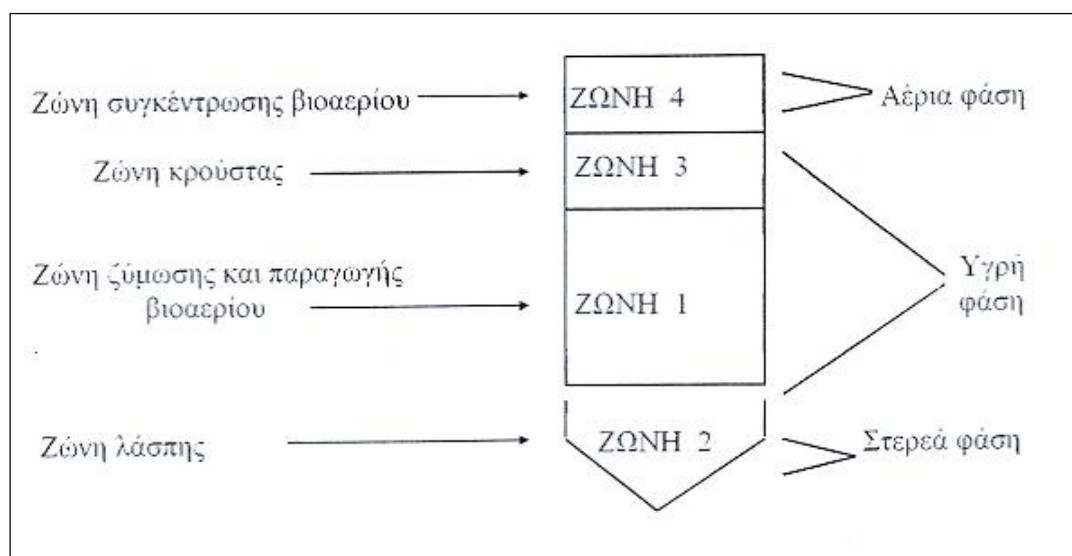 Ζώνη συγκέντρωσης βιοαερίου
ΖΩΝΗ 4
Αέρια φάση
Ζώνη κρούστας
ΖΩΝΗ 3
Ζώνη ζύμωσης και παραγωγής
βιοαερίου
ΖΩΝΗ 1
Υγρή
φάση
Ζώνη λάσπης
ΖΩΝΗ 2
Στερεά φάση